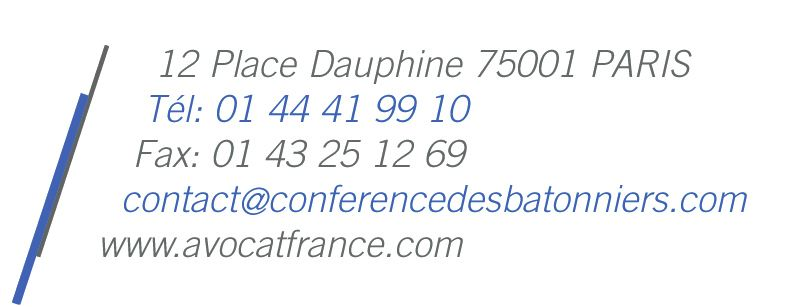 12 Place Dauphine 75001 PARIS
Tél: 01 44 41 99 10
Fax: 01 43 25 12 69
contact@conferencedesbatonniers.com
www.avocatfrance.com